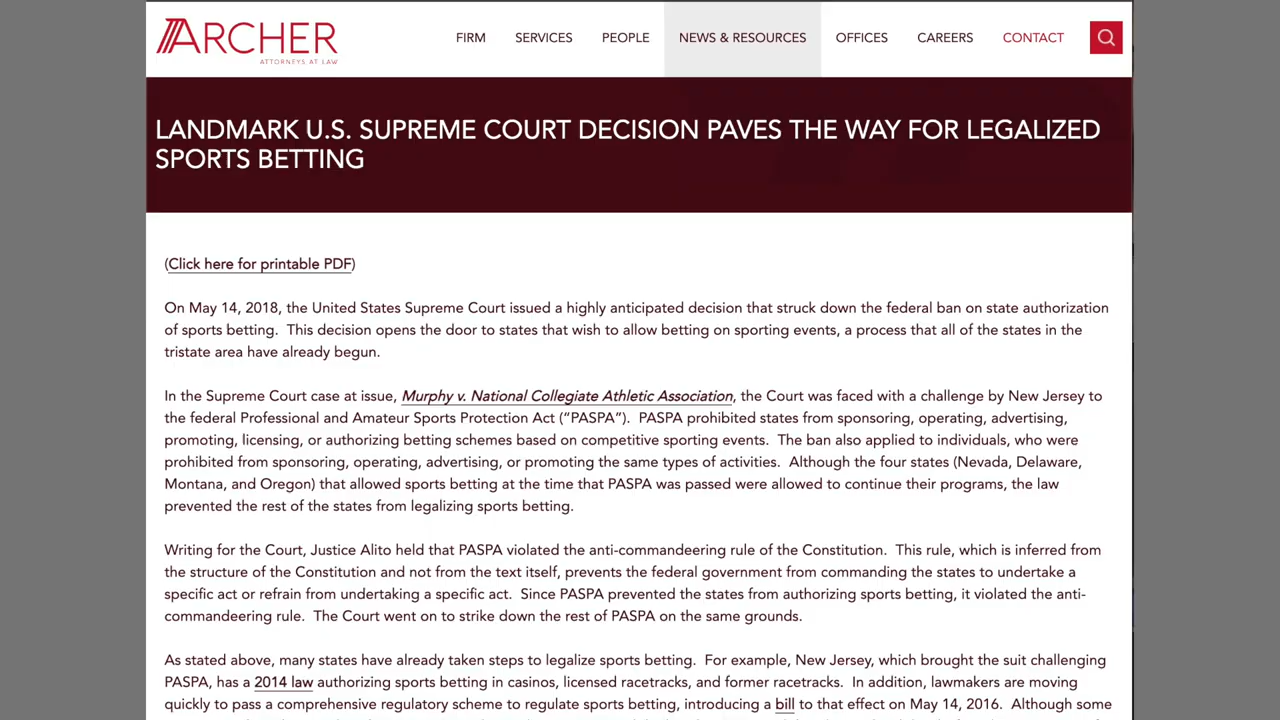 ARCHER
ATTORNEYS AT LAW
FIRM SERVICES PEOPLE NEWS & RESOURCES OFFICES CAREERS CONTACT
LANDMARK U.S. SUPREME COURT DECISION PAVES THE WAY FOR LEGALIZED
SPORTS BETTING
(Click here for printable PDF)
On May 14, 2018, the United States Supreme Court issued a highly anticipated decision that struck down the federal ban on state authorization
of sports betting.  This decision opens the door to states that wish to allow betting on sporting events, a process that all of the states in the
tristate area have already begun.
In the Supreme Court case at issue, Murphy v. National Collegiate Athletic Association, the Court was faced with a challenge by New Jersey to
the federal Professional and Amateur Sports Protection Act (“PASPA”).  PASPA prohibited states from sponsoring, operating, advertising,
promoting, licensing, or authorizing betting schemes based on competitive sporting events.  The ban also applied to individuals, who were
prohibited from sponsoring, operating, advertising, or promoting the same types of activities.  Although the four states (Nevada, Delaware,
Montana, and Oregon) that allowed sports betting at the time that PASPA was passed were allowed to continue their programs, the law
prevented the rest of the states from legalizing sports betting.
Writing for the Court, Justice Alito held that PASPA violated the anti-commandeering rule of the Constitution.  This rule, which is inferred from
the structure of the Constitution and not from the text itself, prevents the federal government from commanding the states to undertake a
specific act or refrain from undertaking a specific act.  Since PASPA prevented the states from authorizing sports betting, it violated the anti-
commandeering rule.  The Court went on to strike down the rest of PASPA on the same grounds.
As stated above, many states have already taken steps to legalize sports betting.  For example, New Jersey, which brought the suit challenging
PASPA, has a 2014 law authorizing sports betting in casinos, licensed racetracks, and former racetracks.  In addition, lawmakers are moving
quickly to pass a comprehensive regulatory scheme to regulate sports betting, introducing a bill to that effect on May 14, 2016.  Although some